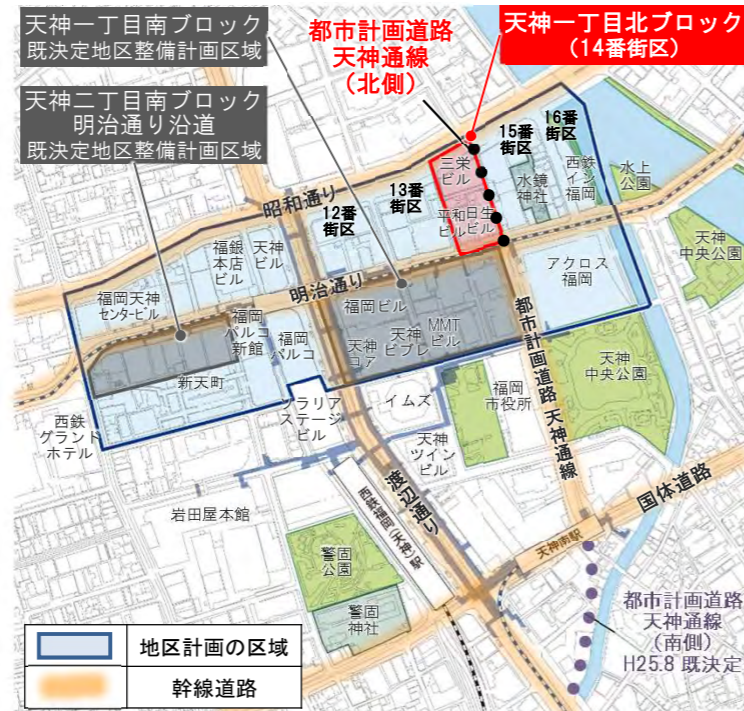 天神一丁目南ブロック
既決定地区整備計画区域
都市計画道路
天神通線
(北側)
天神一丁目北ブロック
(14番街区)
天神二丁目南ブロック
明治通り沿道
既決定地区整備計画区域
昭和通り
12番
街区
13番
街区
三栄
ビル
15番
街区
16番
街区
水鏡
神社
西鉄
イン
福岡
水上
公園
平和
ビル
日生
ビル
天神
中央公園
福銀
本店
ビル
天神
ビル
明治通り
福岡天神
センタービル
福岡
パルコ
新館
福岡
パルコ
福岡ビル
天神
コア
天神
ビブレ
MMT
ビル
アクロス
福岡
都市計画道路 天神通線
新天町
西鉄
グランド
ホテル
ソラリア
ステージ
ビル
イムズ
福岡
市役所
天神
中央公園
天神
ツイン
ビル
渡辺通り
国体道路
岩田屋本館
西鉄福岡(天神)駅
天神南駅
警固
公園
警固
神社
都市計画道路
天神通線
(南側)
H25.8 既決定
地区計画の区域
幹線道路